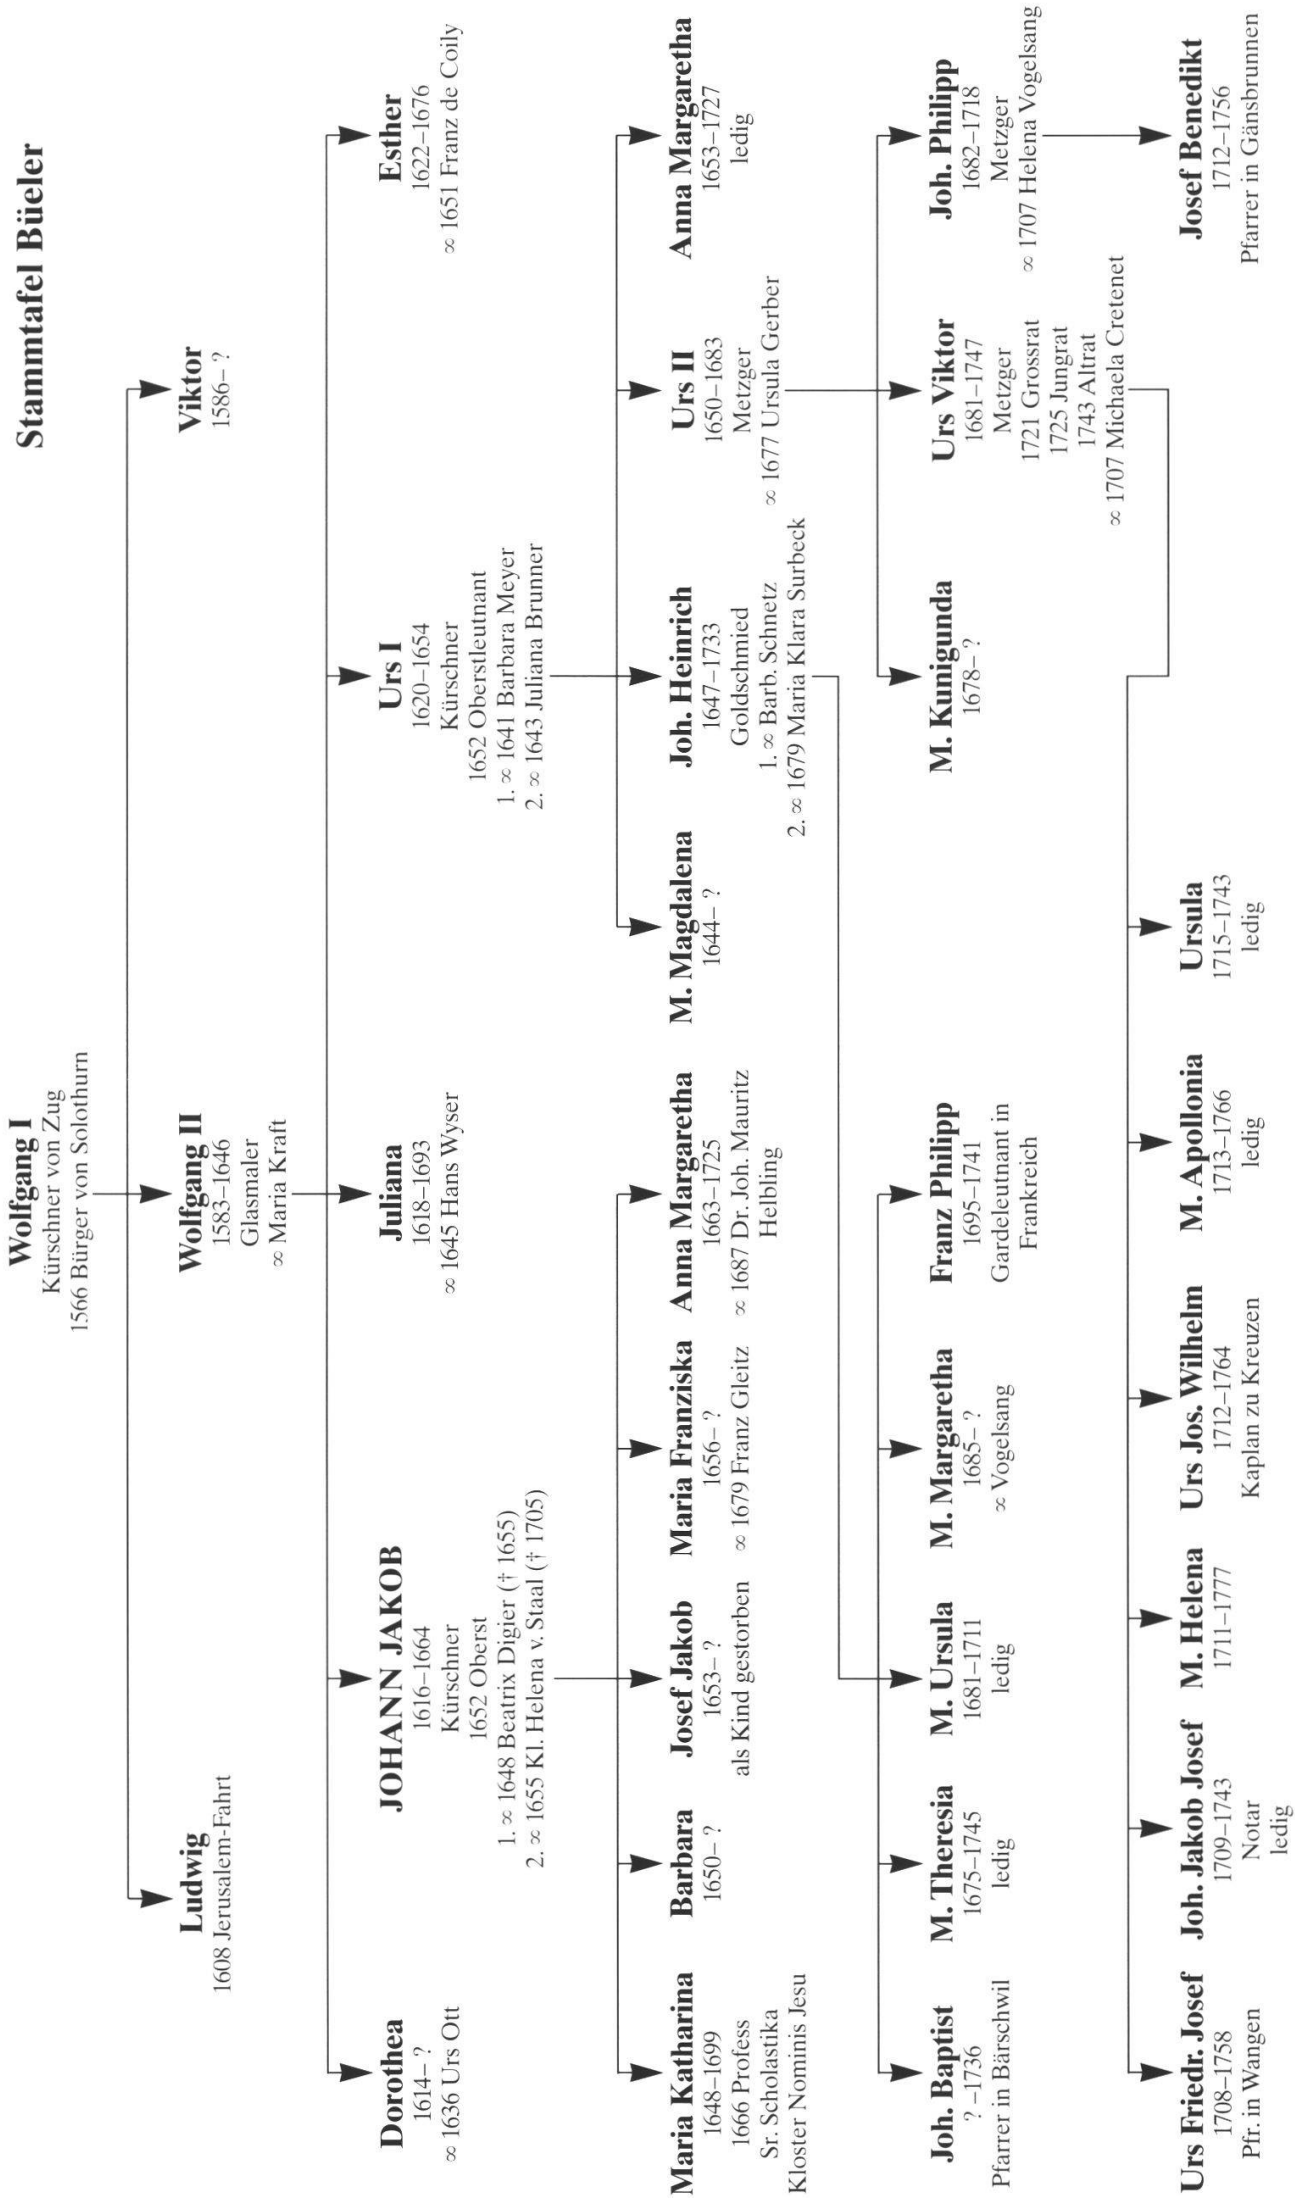 Stammtafel Büeler
Wolfgang I
Kürschner von Zug
1566 Bürger von Solothurn
Ludwig
1608 Jerusalem-Fahrt
Wolfgang II
1583–1646
Glasmaler
∞ Maria Kraft
Viktor
1586– ?
Dorothea
1614– ?
∞ 1636 Urs Ott
JOHANN JAKOB
1616–1664
Kürschner
1652 Oberst
1. ∞ 1648 Beatrix Digier († 1655)
2. ∞ 1655 Kl. Helena v. Staal († 1705)
Juliana
1618–1693
∞ 1645 Hans Wyser
Urs I
1620–1654
Kürschner
1652 Oberstleutnant
1. ∞ 1641 Barbara Meyer
2. ∞ 1643 Juliana Brunner
Esther
1622–1676
∞ 1651 Franz de Coily
Maria Katharina
1648–1699
1666 Profess
Sr. Scholastika
Kloster Nominis Jesu
Barbara
1650– ?
Josef Jakob
1653– ?
als Kind gestorben
Maria Franziska
1656– ?
∞ 1679 Franz Gleitz
Anna Margaretha
1663–1725
∞ 1687 Dr. Joh. Mauritz
Helbling
M. Magdalena
1644– ?
Joh. Heinrich
1647–1733
Goldschmied
1. ∞ Barb. Schnetz
2. ∞ 1679 Maria Klara Surbeck
Urs II
1650–1683
Metzger
∞ 1677 Ursula Gerber
Anna Margaretha
1653–1727
ledig
Joh. Baptist
? –1736
Pfarrer in Bärschwil
M. Theresia
1675–1745
ledig
M. Ursula
1681–1711
ledig
M. Margaretha
1685– ?
∞ Vogelsang
Franz Philipp
1695–1741
Gardeleutnant in
Frankreich
M. Kunigunda
1678– ?
Urs Viktor
1681–1747
Metzger
1721 Grossrat
1725 Jungrat
1743 Altrat
∞ 1707 Michaela Cretenet
Joh. Philipp
1682–1718
Metzger
∞ 1707 Helena Vogelsang
Urs Friedr. Josef
1708–1758
Pfr. in Wangen
Joh. Jakob Josef
1709–1743
Notar
ledig
M. Helena
1711–1777
Urs Jos. Wilhelm
1712–1764
Kaplan zu Kreuzen
M. Apollonia
1713–1766
ledig
Ursula
1715–1743
ledig
Josef Benedikt
1712–1756
Pfarrer in Gänsbrunnen